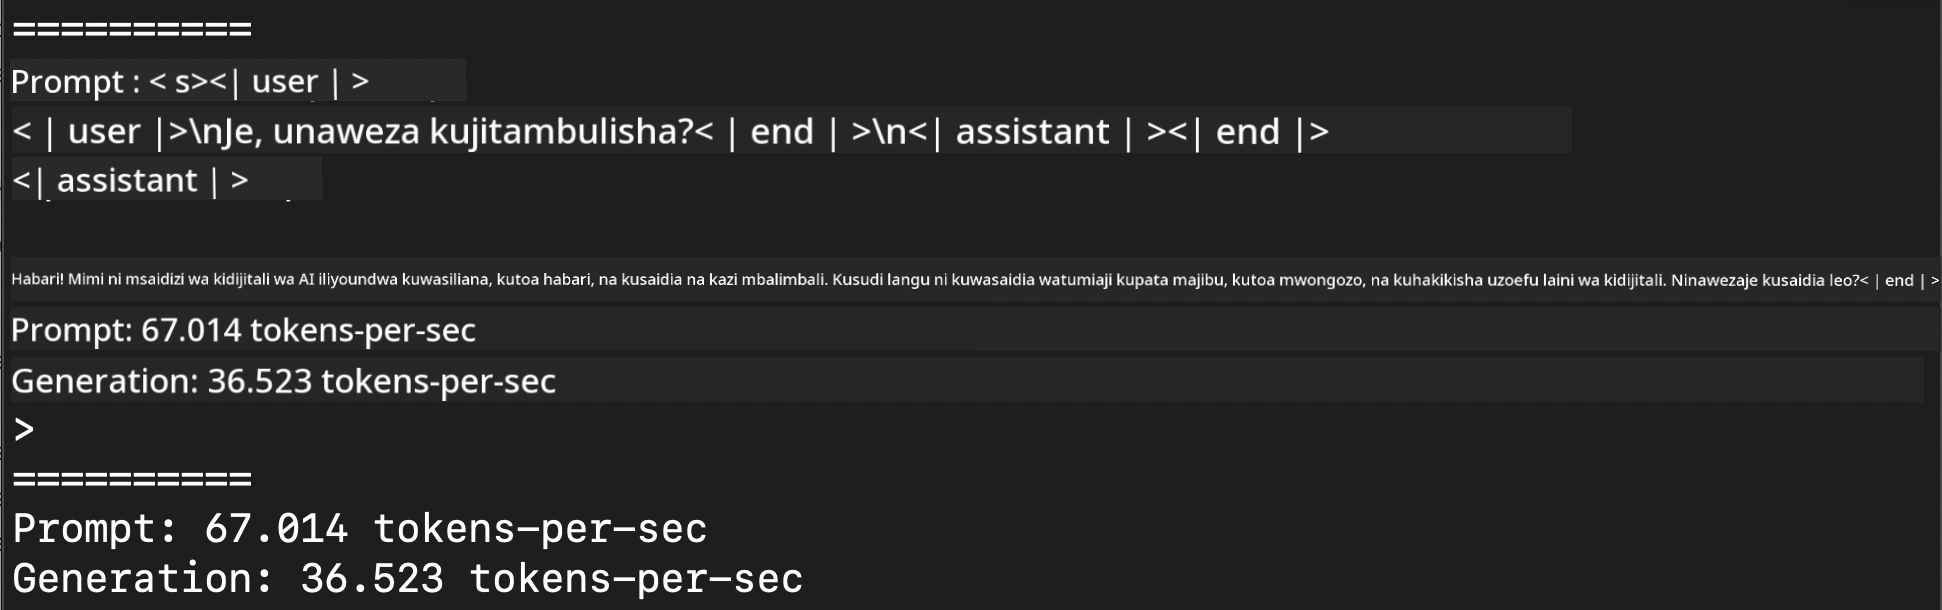 ==========
Prompt : < s><| user | >
< | user |>\nJe, unaweza kujitambulisha?< | end | >\n<| assistant | ><| end |>
<| assistant | >
Habari! Mimi ni msaidizi wa kidijitali wa AI iliyoundwa kuwasiliana, kutoa habari, na kusaidia na kazi mbalimbali. Kusudi langu ni kuwasaidia watumiaji kupata majibu, kutoa mwongozo, na kuhakikisha uzoefu laini wa kidijitali. Ninawezaje kusaidia leo?< | end | >
Prompt: 67.014 tokens-per-sec
Generation: 36.523 tokens-per-sec
>
==========
Prompt: 67.014 tokens-per-sec
Generation: 36.523 tokens-per-sec